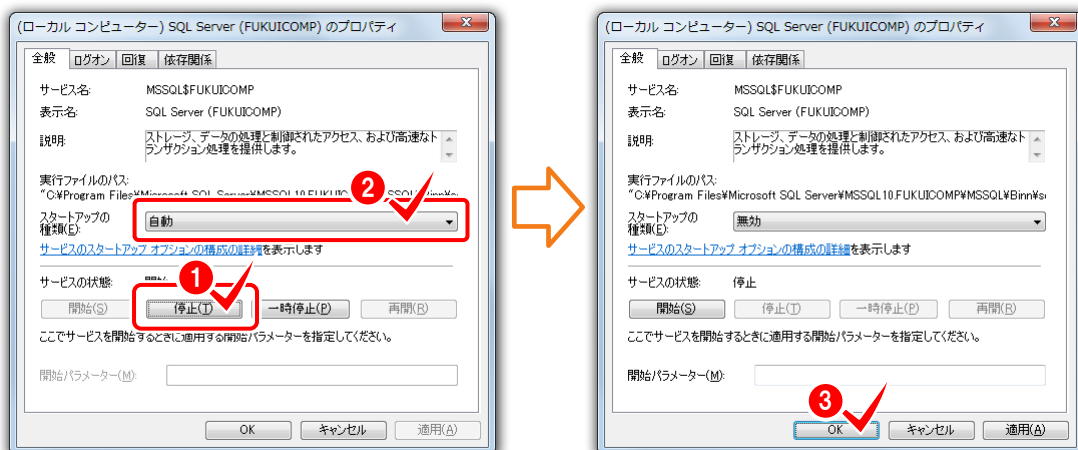 (ローカル コンピューター) SQL Server (FUKUICOMP) のプロパティ
全般 ログオン 回復 依存関係
サービス名: MSSQL$FUKUICOMP
表示名: SQL Server (FUKUICOMP)
説明: ストレージ、データの処理と制御されたアクセス、および高速なト
ランザクション処理を提供します。
実行ファイルのパス:
"C:¥Program Files¥Microsoft SQL Server¥MSSQL10.FUKUIC
2
スタートアップの
種類(E): 自動
サービスのスタートアップ オプションの構成の詳細を表示します
サービスの状態: 開始
1
開始(S) 停止(T) 一時停止(P) 再開(R)
ここでサービスを開始するときに適用する開始パラメーターを指定してください。
開始パラメーター(M):
OK キャンセル 適用(A)
(ローカル コンピューター) SQL Server (FUKUICOMP) のプロパティ
全般 ログオン 回復 依存関係
サービス名: MSSQL$FUKUICOMP
表示名: SQL Server (FUKUICOMP)
説明: ストレージ、データの処理と制御されたアクセス、および高速なト
ランザクション処理を提供します。
実行ファイルのパス:
"C:¥Program Files¥Microsoft SQL Server¥MSSQL10.FUKUICOMP¥MSSQL¥Binn¥s
スタートアップの
種類(E): 無効
サービスのスタートアップ オプションの構成の詳細を表示します
サービスの状態: 停止
開始(S) 停止(T) 一時停止(P) 再開(R)
ここでサービスを開始するときに適用する開始パラメーターを指定してください。
開始パラメーター(M):
3
OK キャンセル 適用(A)